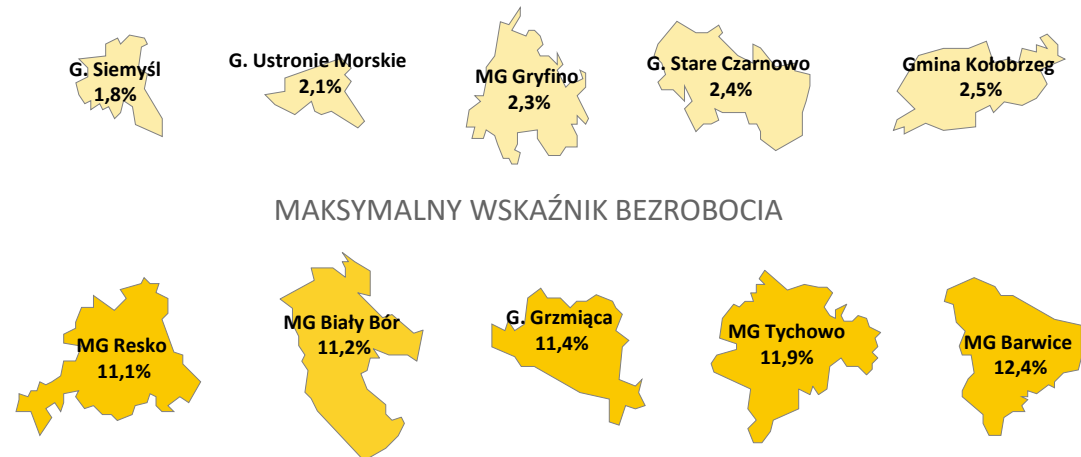 G. Siemyśl
1,8%
G. Ustronie Morskie
2,1%
MG Gryfino
2,3%
G. Stare Czarnowo
2,4%
Gmina Kołobrzeg
2,5%
MAKSYMALNY WSKAŹNIK BEZROBOCIA
MG Resko
11,1%
MG Biały Bór
11,2%
G. Grzmiąca
11,4%
MG Tychowo
11,9%
MG Barwice
12,4%